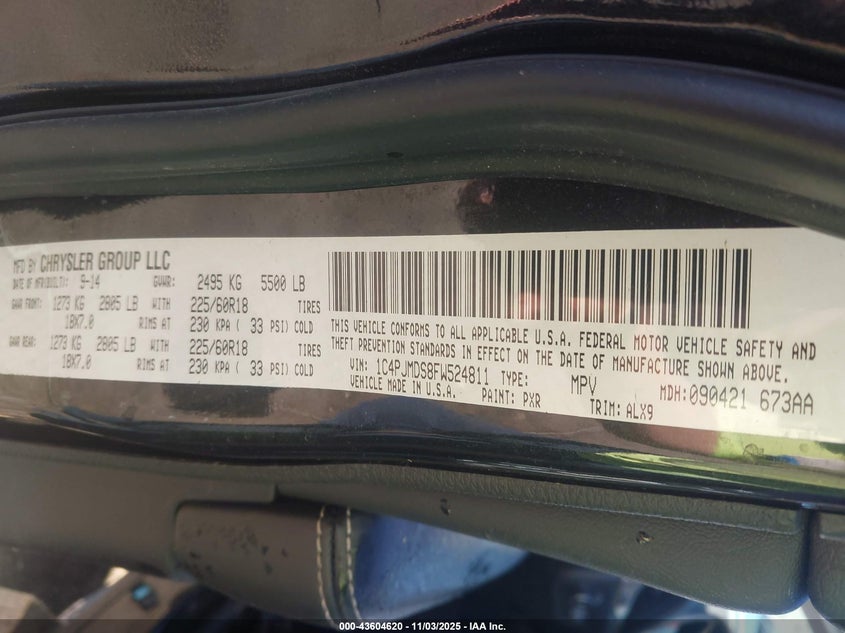 MFD BY CHRYSLER GROUP LLC
DATE OF MFR(BUILT): 9-14 GVWR: 2495 KG 5500 LB
GAWR FRONT: 1273 KG 2805 LB WITH 225/60R18 TIRES
18X7.0 RIMS AT 230 KPA ( 33 PSI) COLD
GAWR REAR: 1273 KG 2805 LB WITH 225/60R18 TIRES
18X7.0 RIMS AT 230 KPA ( 33 PSI) COLD
THIS VEHICLE CONFORMS TO ALL APPLICABLE U.S.A. FEDERAL MOTOR VEHICLE SAFETY AND
THEFT PREVENTION STANDARDS IN EFFECT ON THE DATE OF MANUFACTURE SHOWN ABOVE.
VIN: 1C4PJMDS8FW524811 TYPE: MPV MDH:090421 673AA
VEHICLE MADE IN U.S.A. PAINT: PXR TRIM: ALX9
000-43604620 - 11/03/2025 - IAA Inc.